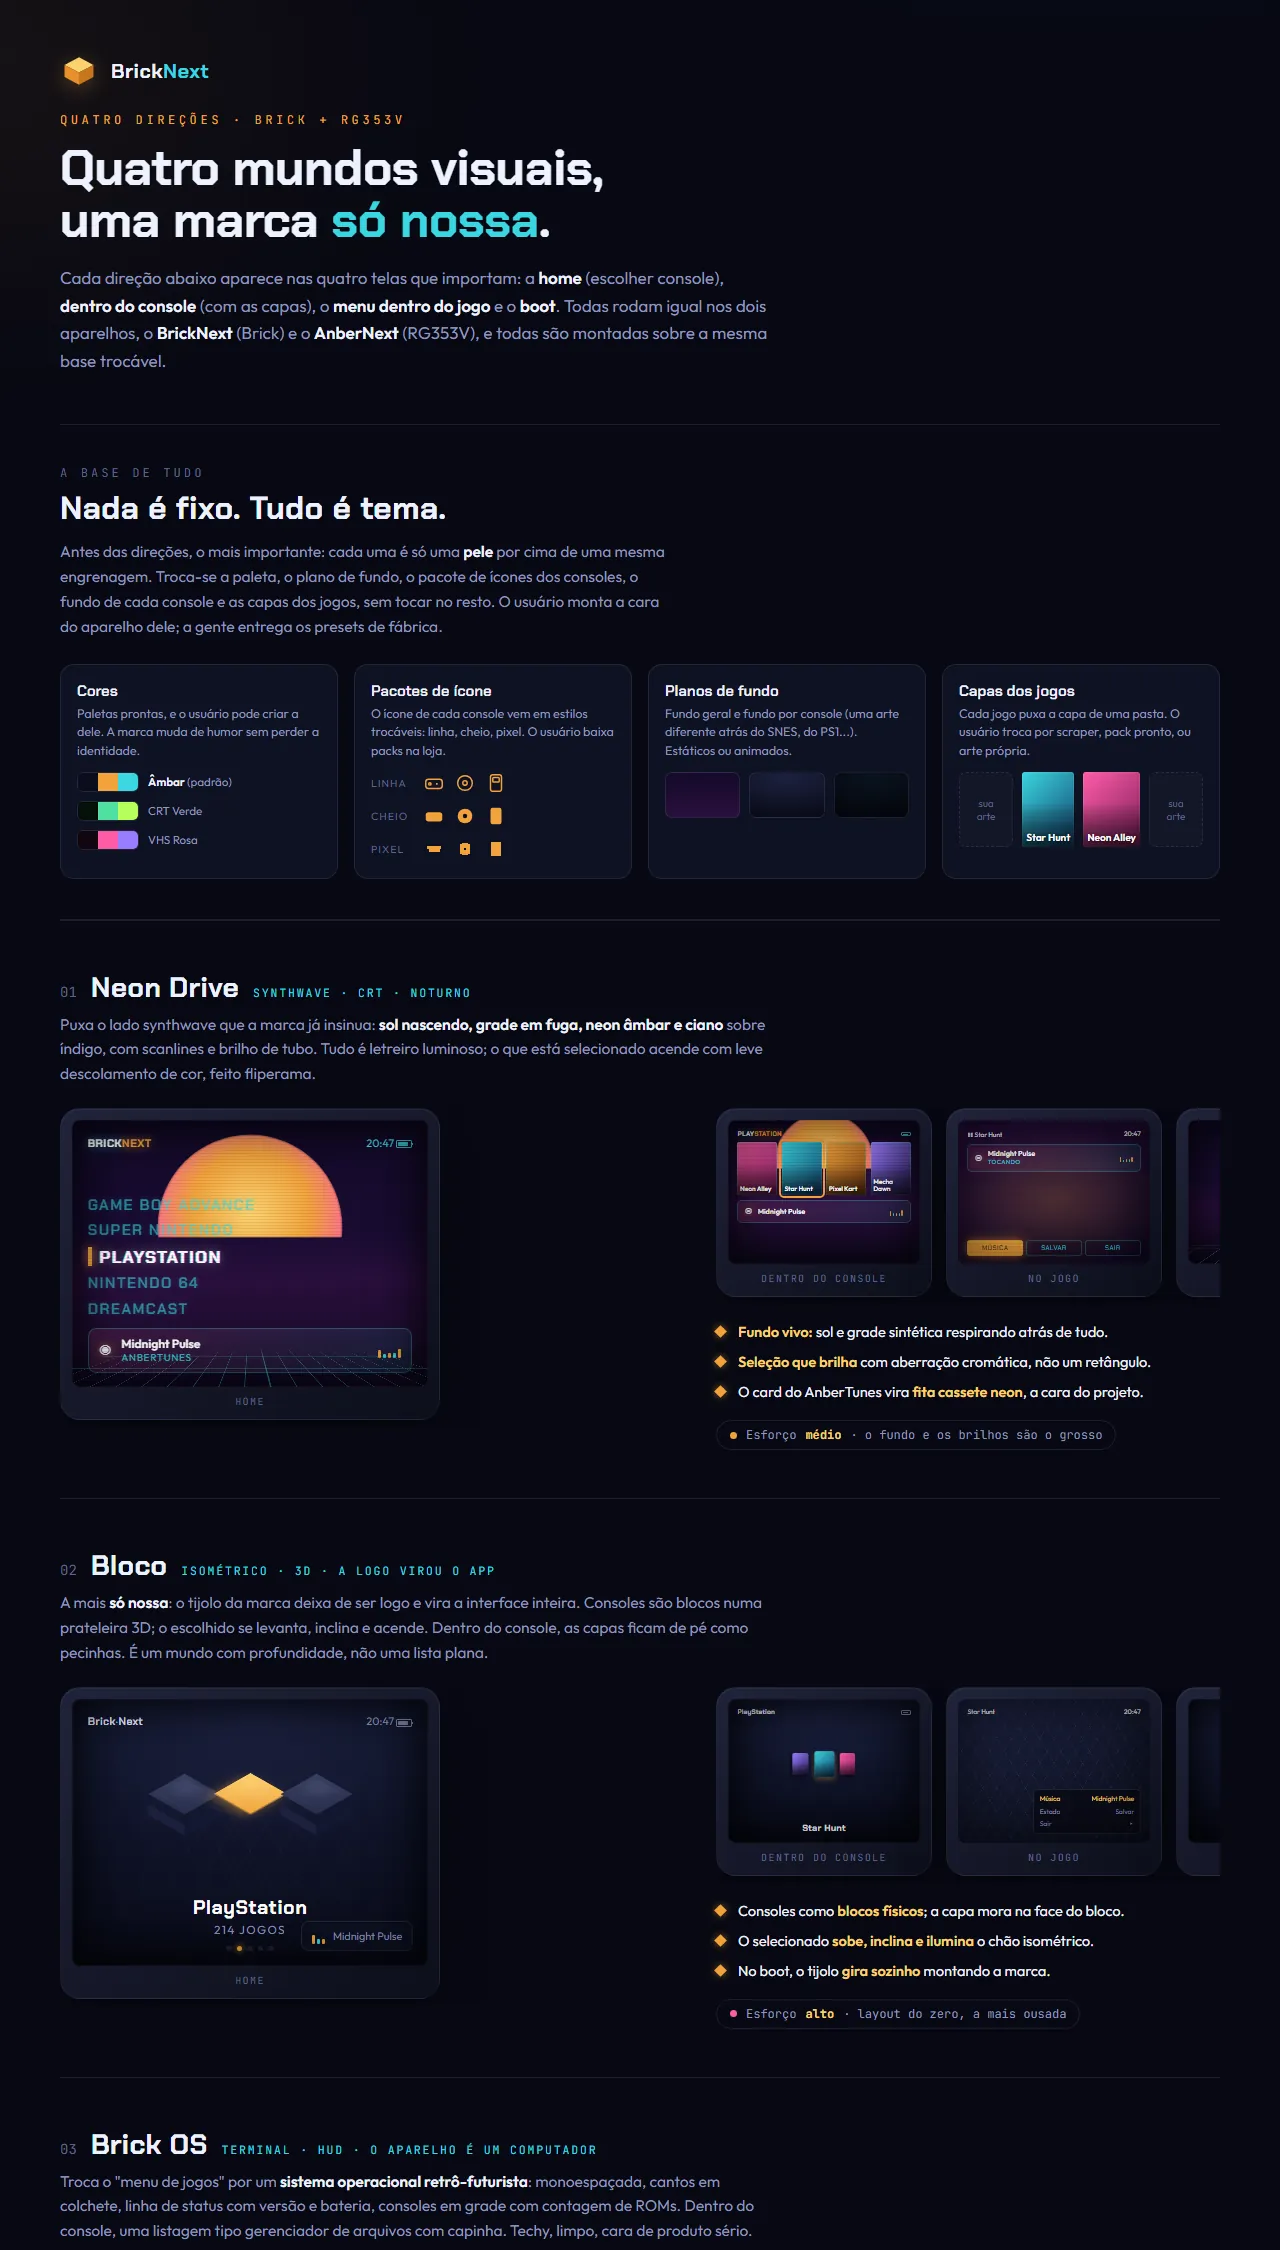 BrickNext
QUATRO DIREÇÕES · BRICK + RG353V
Quatro mundos visuais,
uma marca só nossa.
Cada direção abaixo aparece nas quatro telas que importam: a home (escolher console),
dentro do console (com as capas), o menu dentro do jogo e o boot. Todas rodam igual nos dois
aparelhos, o BrickNext (Brick) e o AnberNext (RG353V), e todas são montadas sobre a mesma
base trocável.
A BASE DE TUDO
Nada é fixo. Tudo é tema.
Antes das direções, o mais importante: cada uma é só uma pele por cima de uma mesma
engrenagem. Troca-se a paleta, o plano de fundo, o pacote de ícones dos consoles, o
fundo de cada console e as capas dos jogos, sem tocar no resto. O usuário monta a cara
do aparelho dele; a gente entrega os presets de fábrica.
Cores
Paletas prontas, e o usuário pode criar a
dele. A marca muda de humor sem perder a
identidade.
Âmbar (padrão)
CRT Verde
VHS Rosa
Pacotes de ícone
O ícone de cada console vem em estilos
trocáveis: linha, cheio, pixel. O usuário baixa
packs na loja.
LINHA
CHEIO
PIXEL
Planos de fundo
Fundo geral e fundo por console (uma arte
diferente atrás do SNES, do PS1...).
Estáticos ou animados.
Capas dos jogos
Cada jogo puxa a capa de uma pasta. O
usuário troca por scraper, pack pronto, ou
arte própria.
sua
arte
Star Hunt
Neon Alley
sua
arte
01 Neon Drive SYNTHWAVE · CRT · NOTURNO
Puxa o lado synthwave que a marca já insinua: sol nascendo, grade em fuga, neon âmbar e ciano sobre
índigo, com scanlines e brilho de tubo. Tudo é letreiro luminoso; o que está selecionado acende com leve
descolamento de cor, feito fliperama.
BRICKNEXT
20:47
GAME BOY ADVANCE
SUPER NINTENDO
PLAYSTATION
NINTENDO 64
DREAMCAST
Midnight Pulse
ANBERTUNES
HOME
PLAYSTATION
Neon Alley
Star Hunt
Pixel Kart
Mecha
Dawn
Midnight Pulse
DENTRO DO CONSOLE
Star Hunt
20:47
Midnight Pulse
TOCANDO
MÚSICA
SALVAR
SAIR
NO JOGO
Fundo vivo: sol e grade sintética respirando atrás de tudo.
Seleção que brilha com aberração cromática, não um retângulo.
O card do AnberTunes vira fita cassete neon, a cara do projeto.
Esforço médio · o fundo e os brilhos são o grosso
02 Bloco ISOMÉTRICO · 3D · A LOGO VIROU O APP
A mais só nossa: o tijolo da marca deixa de ser logo e vira a interface inteira. Consoles são blocos numa
prateleira 3D; o escolhido se levanta, inclina e acende. Dentro do console, as capas ficam de pé como
pecinhas. É um mundo com profundidade, não uma lista plana.
Brick·Next
20:47
PlayStation
214 JOGOS
Midnight Pulse
HOME
PlayStation
Star Hunt
DENTRO DO CONSOLE
Star Hunt
20:47
Música Midnight Pulse
Estado Salvar
Sair
NO JOGO
Consoles como blocos físicos; a capa mora na face do bloco.
O selecionado sobe, inclina e ilumina o chão isométrico.
No boot, o tijolo gira sozinho montando a marca.
Esforço alto · layout do zero, a mais ousada
03 Brick OS TERMINAL · HUD · O APARELHO É UM COMPUTADOR
Troca o "menu de jogos" por um sistema operacional retrô-futurista: monoespaçada, cantos em
colchete, linha de status com versão e bateria, consoles em grade com contagem de ROMs. Dentro do
console, uma listagem tipo gerenciador de arquivos com capinha. Techy, limpo, cara de produto sério.